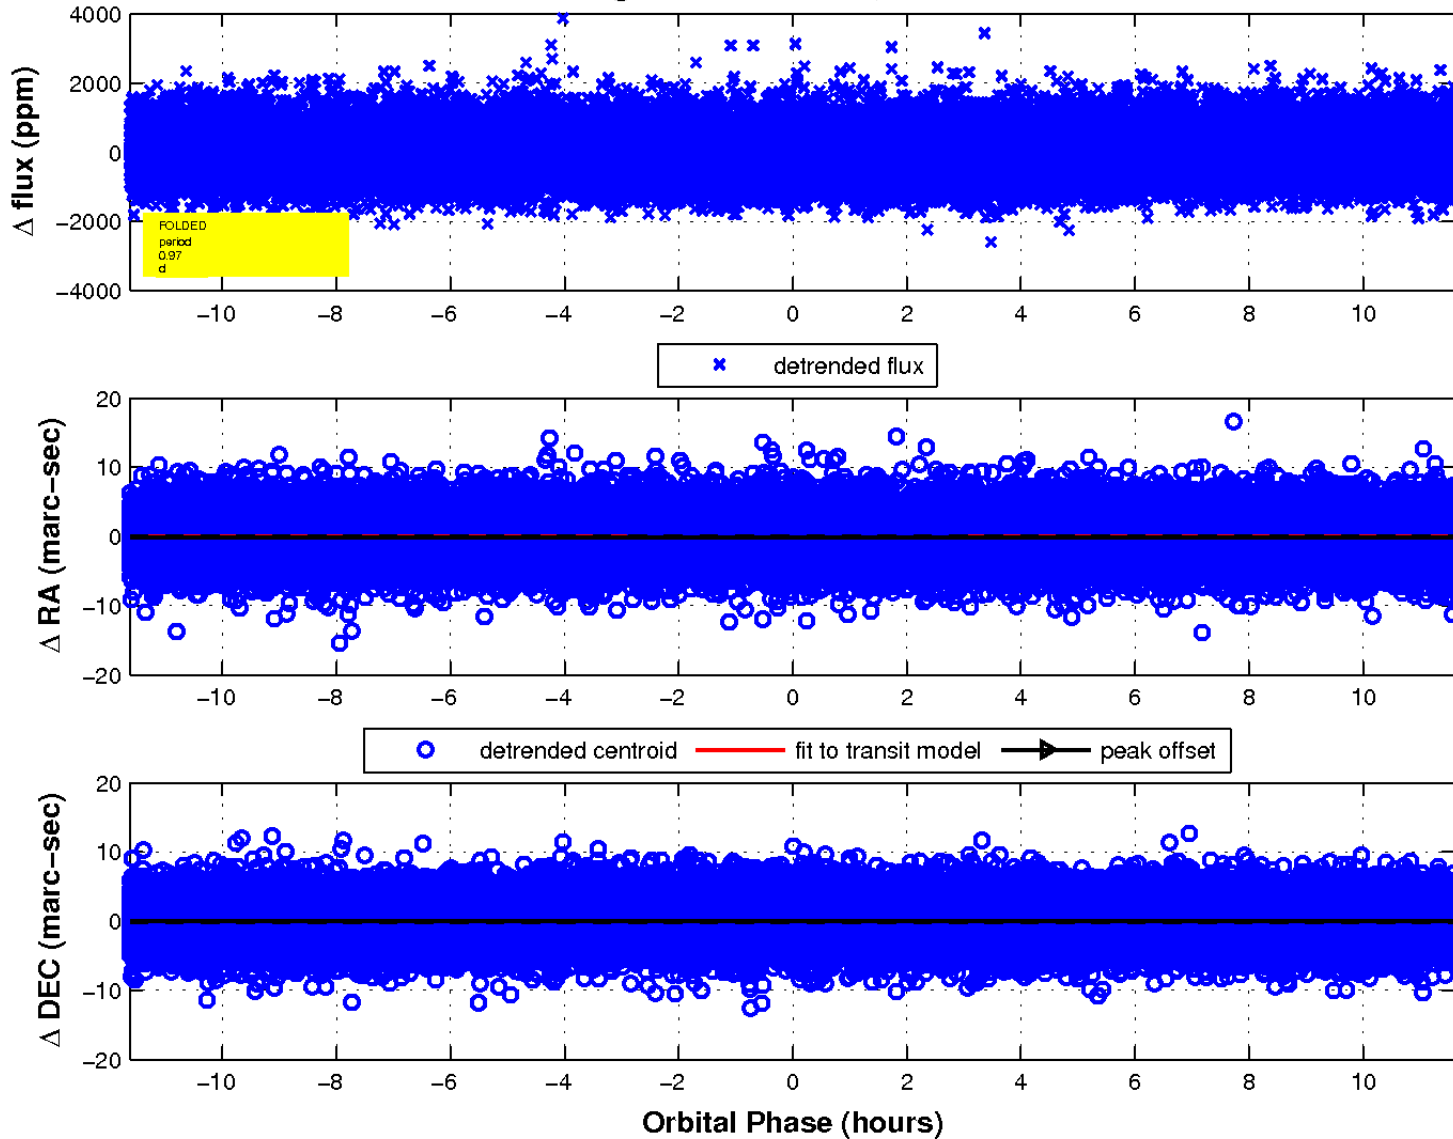 4000
2000
0
−2000
−4000
Δ flux (ppm)
FOLDED
period
0.97
d
−10 −8 −6 −4 −2 0 2 4 6 8 10
detrended flux
20
10
0
−10
−20
Δ RA (marc−sec)
−10 −8 −6 −4 −2 0 2 4 6 8 10
detrended centroid fit to transit model peak offset
20
10
0
−10
−20
Δ DEC (marc−sec)
−10 −8 −6 −4 −2 0 2 4 6 8 10
Orbital Phase (hours)